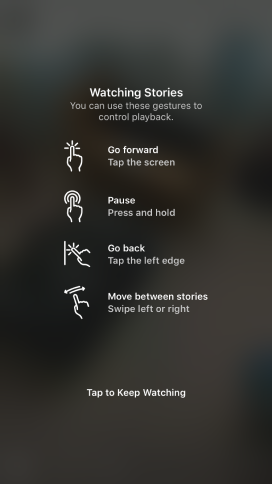 Watching Stories
You can use these gestures to
control playback.
Go forward
Tap the screen
Pause
Press and hold
Go back
Tap the left edge
Move between stories
Swipe left or right
Tap to Keep Watching